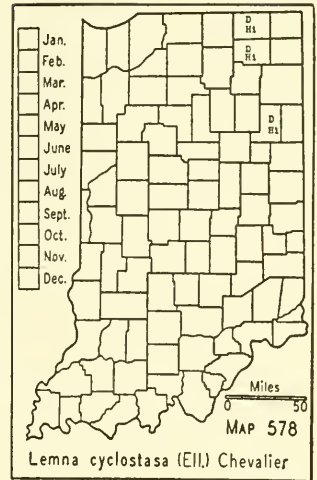 Jan.
Feb.
Mar.
Apr.
May
June
July
Aug.
Sept.
Oct.
Nov.
Dec.
D
H1
D
H1
D
H1
Miles
0 50
MAP 578
Lemna cyclostasa (Ell.) Chevalier